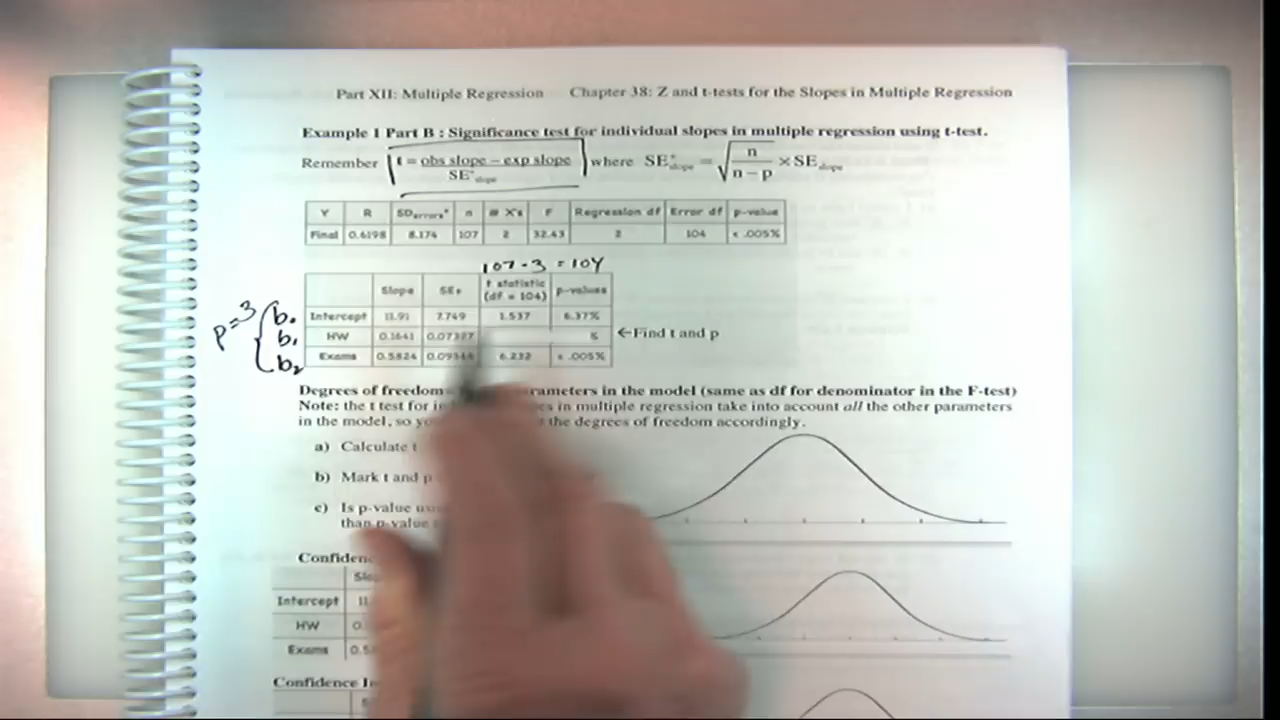 Part XII: Multiple Regression Chapter 38: Z and t-tests for the Slopes in Multiple Regression
Example 1 Part B : Significance test for individual slopes in multiple regression using t-test.
Remember t = obs slope – exp slope / SE⁺slope where SE⁺slope = √ n / n – p × SE slope
Y R SDerrors⁺ n # X's F Regression df Error df p-value
Final 0.6198 8.174 107 2 32.43 2 104 < .005%
107 - 3 = 104
Slope SE+ t statistic (df = 104) p-values
p=3
b₀ Intercept 11.91 7.749 1.537 6.37%
b₁ HW 0.1641 % ←Find t and p
b₂ Exams 0.5824 6.232 < .005%
Degrees of freedom parameters in the model (same as df for denominator in the F-test)
Note: the t test for in in multiple regression take into account all the other parameters
in the model, so the degrees of freedom accordingly.
a) Calculate t
b) Mark t and p
c) Is p-value
than p-value
Confiden
Intercept
HW
Exams
Confidence